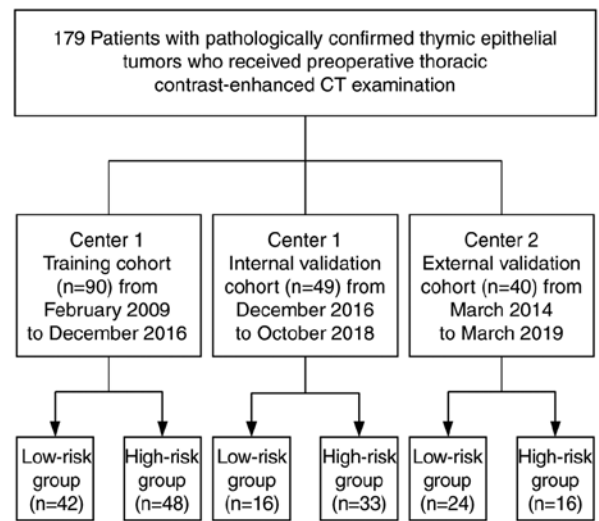 179 Patients with pathologically confirmed thymic epithelial
tumors who received preoperative thoracic
contrast-enhanced CT examination
Center 1
Training cohort
(n=90) from
February 2009
to December 2016
Center 1
Internal validation
cohort (n=49) from
December 2016
to October 2018
Center 2
External validation
cohort (n=40) from
March 2014
to March 2019
Low-risk
group
(n=42)
High-risk
group
(n=48)
Low-risk
group
(n=16)
High-risk
group
(n=33)
Low-risk
group
(n=24)
High-risk
group
(n=16)